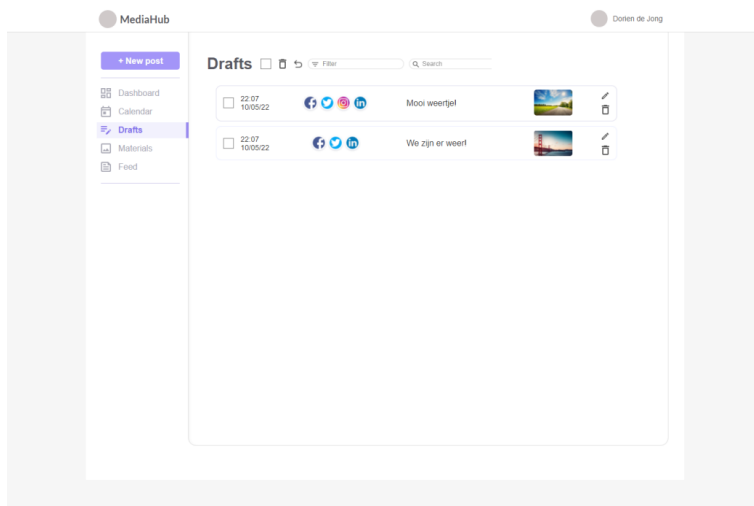 MediaHub
Dorien de Jong
+ New post
Dashboard
Calendar
Drafts
Materials
Feed
Drafts
Filter
Search
22:07
10/05/22
Mooi weertje!
22:07
10/05/22
We zijn er weer!